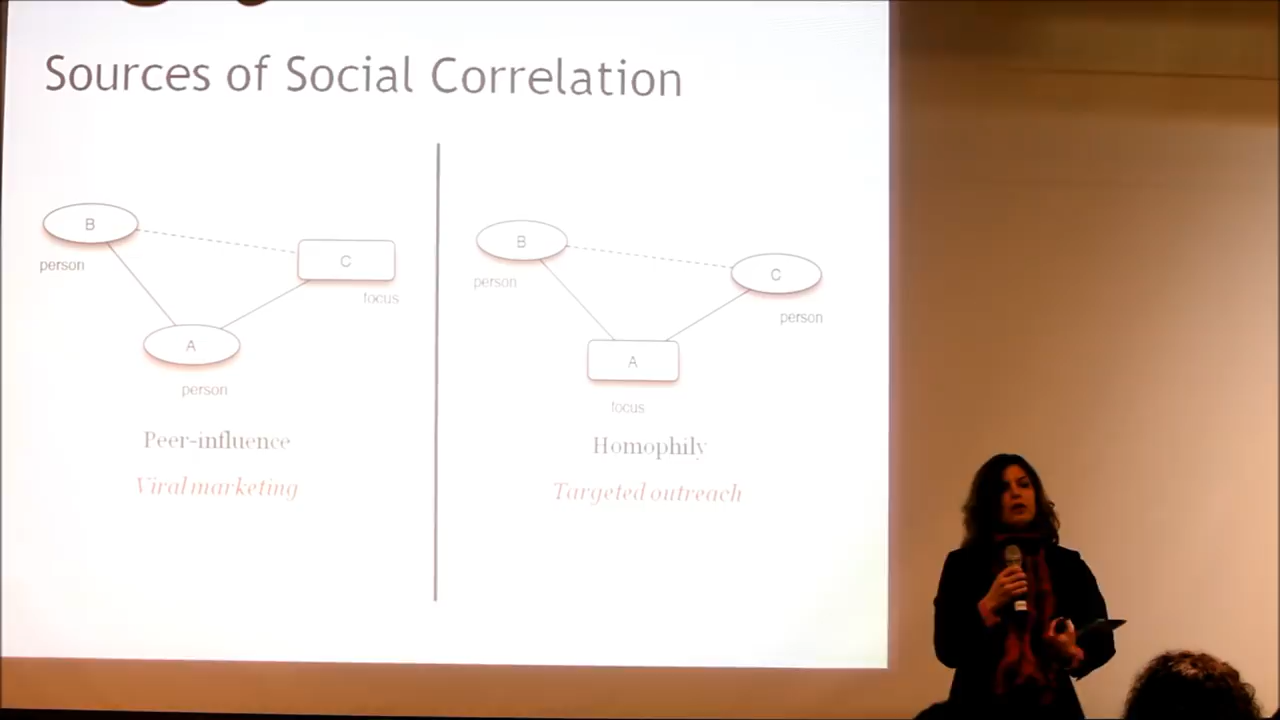 Sources of Social Correlation
B
person
C
focus
A
person
Peer-influence
Viral marketing
B
person
C
person
A
focus
Homophily
Targeted outreach